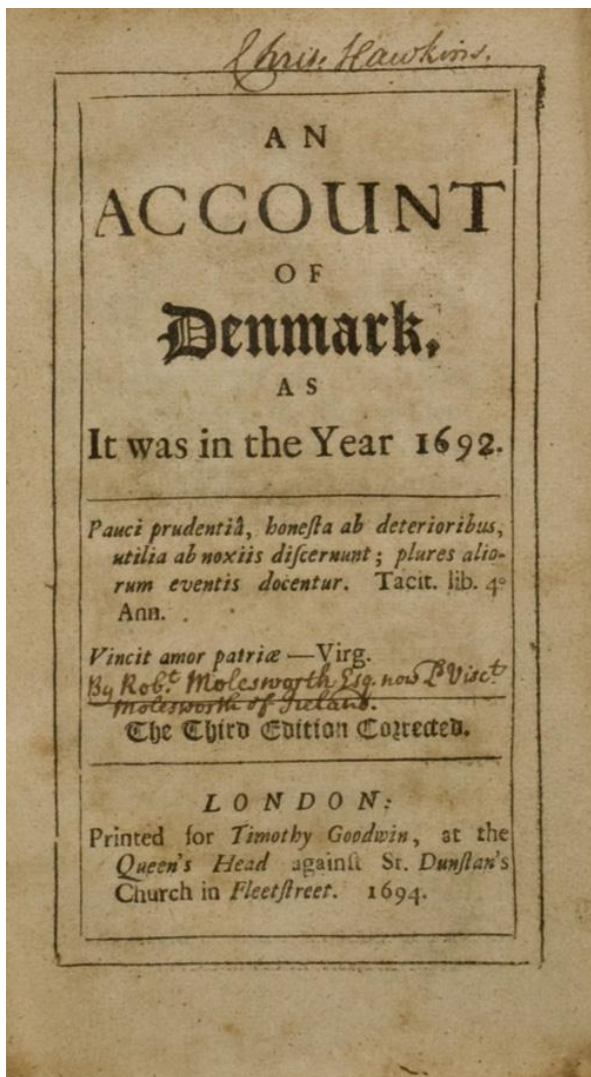 Chris. Hawkins.
AN
ACCOUNT
OF
Denmark,
AS
It was in the Year 1692.
Pauci prudentiâ, honeſta ab deterioribus,
utilia ab noxiis diſcernunt; plures alio-
rum eventis docentur. Tacit. lib. 4°
Ann.
Vincit amor patriæ —Virg.
By Robt. Molesworth Esq. now Ld Visct.
Molesworth of Ireland.
The Third Edition Corrected.
LONDON:
Printed for Timothy Goodwin, at the
Queen's Head againſt St. Dunſtan's
Church in Fleetſtreet. 1694.